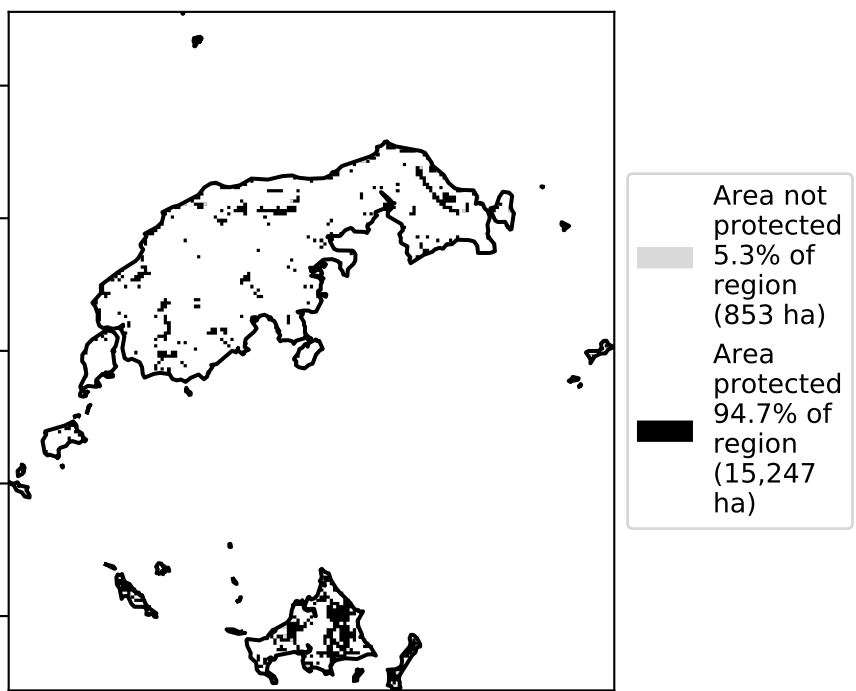 Area not
protected
5.3% of
region
(853 ha)
Area
protected
94.7% of
region
(15,247
ha)